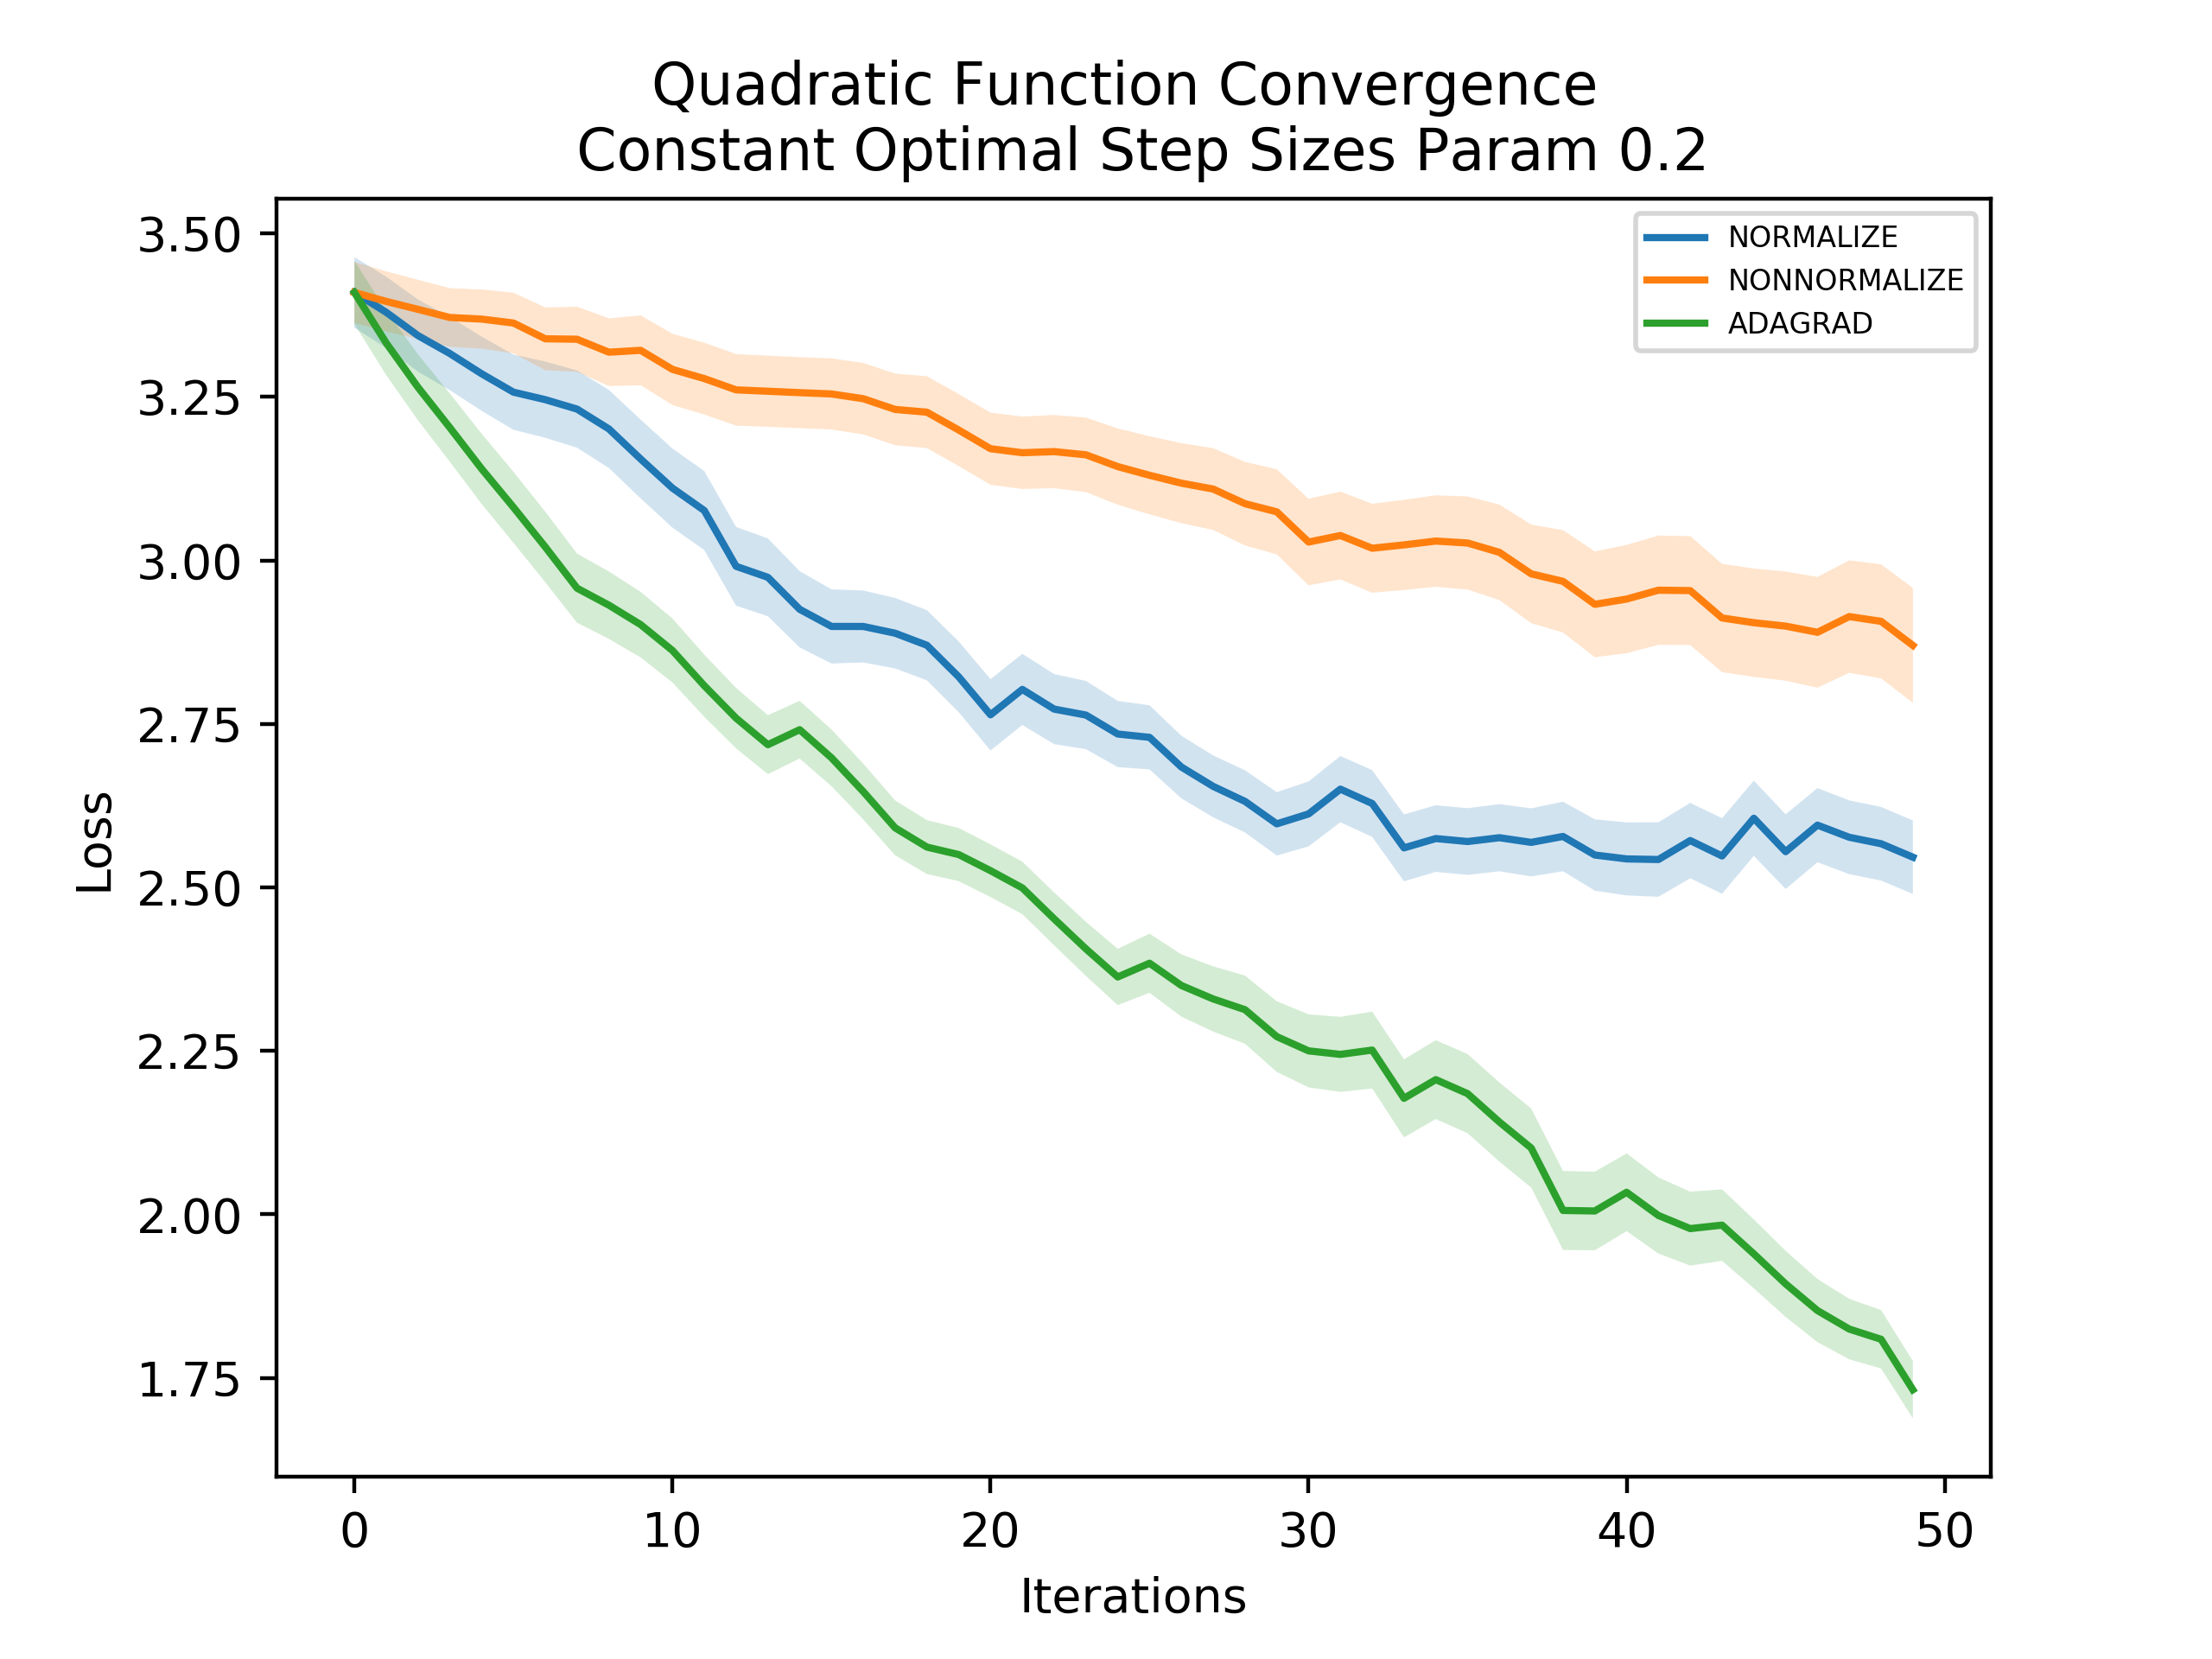 Quadratic Function Convergence
Constant Optimal Step Sizes Param 0.2
NORMALIZE
NONNORMALIZE
ADAGRAD
3.50
3.25
3.00
2.75
2.50
2.25
2.00
1.75
Loss
0 10 20 30 40 50
Iterations